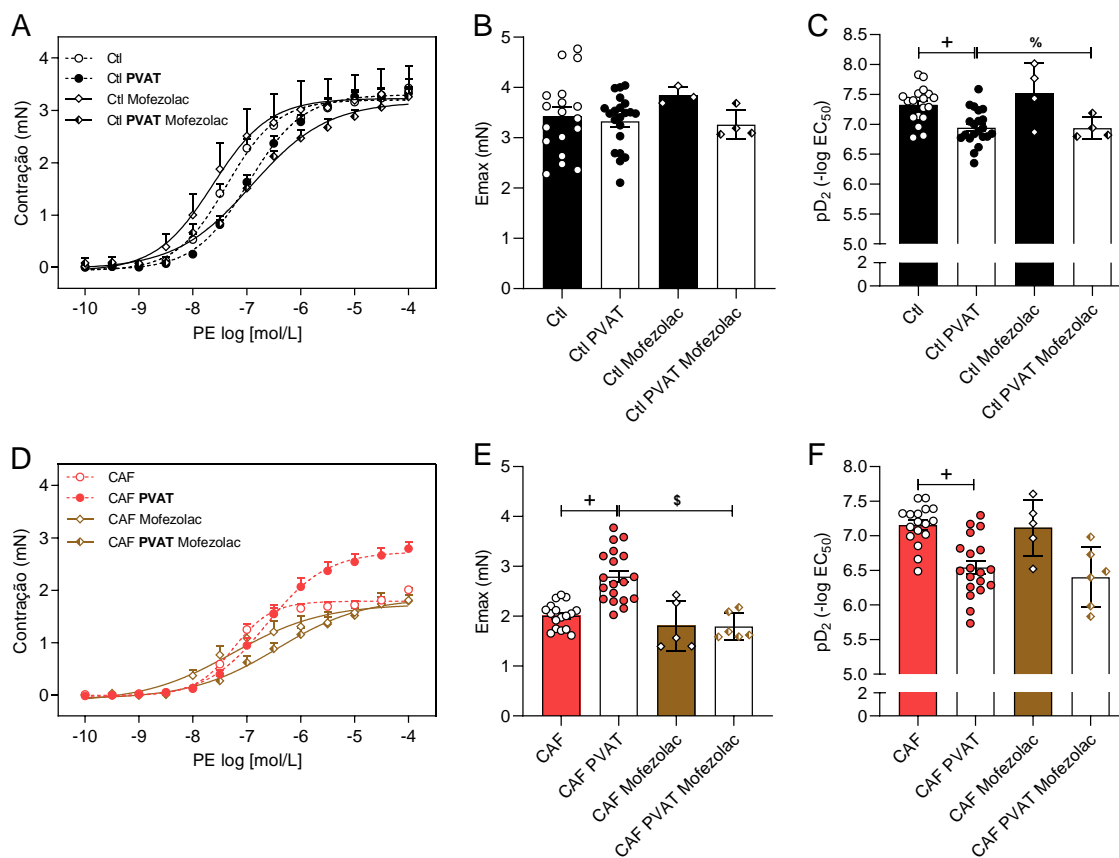 A
Ctl
Ctl PVAT
Ctl Mofezolac
Ctl PVAT Mofezolac
Contração (mN)
4
3
2
1
0
-10 -9 -8 -7 -6 -5 -4
PE log [mol/L]
B
Emax (mN)
5
4
3
2
1
0
Ctl
Ctl PVAT
Ctl Mofezolac
Ctl PVAT Mofezolac
C
pD2 (-log EC50)
8.5
8.0
7.5
7.0
6.5
6.0
5.5
5.0
2
0
+
%
Ctl
Ctl PVAT
Ctl Mofezolac
Ctl PVAT Mofezolac
D
CAF
CAF PVAT
CAF Mofezolac
CAF PVAT Mofezolac
Contração (mN)
4
3
2
1
0
-10 -9 -8 -7 -6 -5 -4
PE log [mol/L]
E
Emax (mN)
5
4
3
2
1
0
+
$
CAF
CAF PVAT
CAF Mofezolac
CAF PVAT Mofezolac
F
pD2 (-log EC50)
8.0
7.5
7.0
6.5
6.0
5.5
5.0
2
0
+
CAF
CAF PVAT
CAF Mofezolac
CAF PVAT Mofezolac